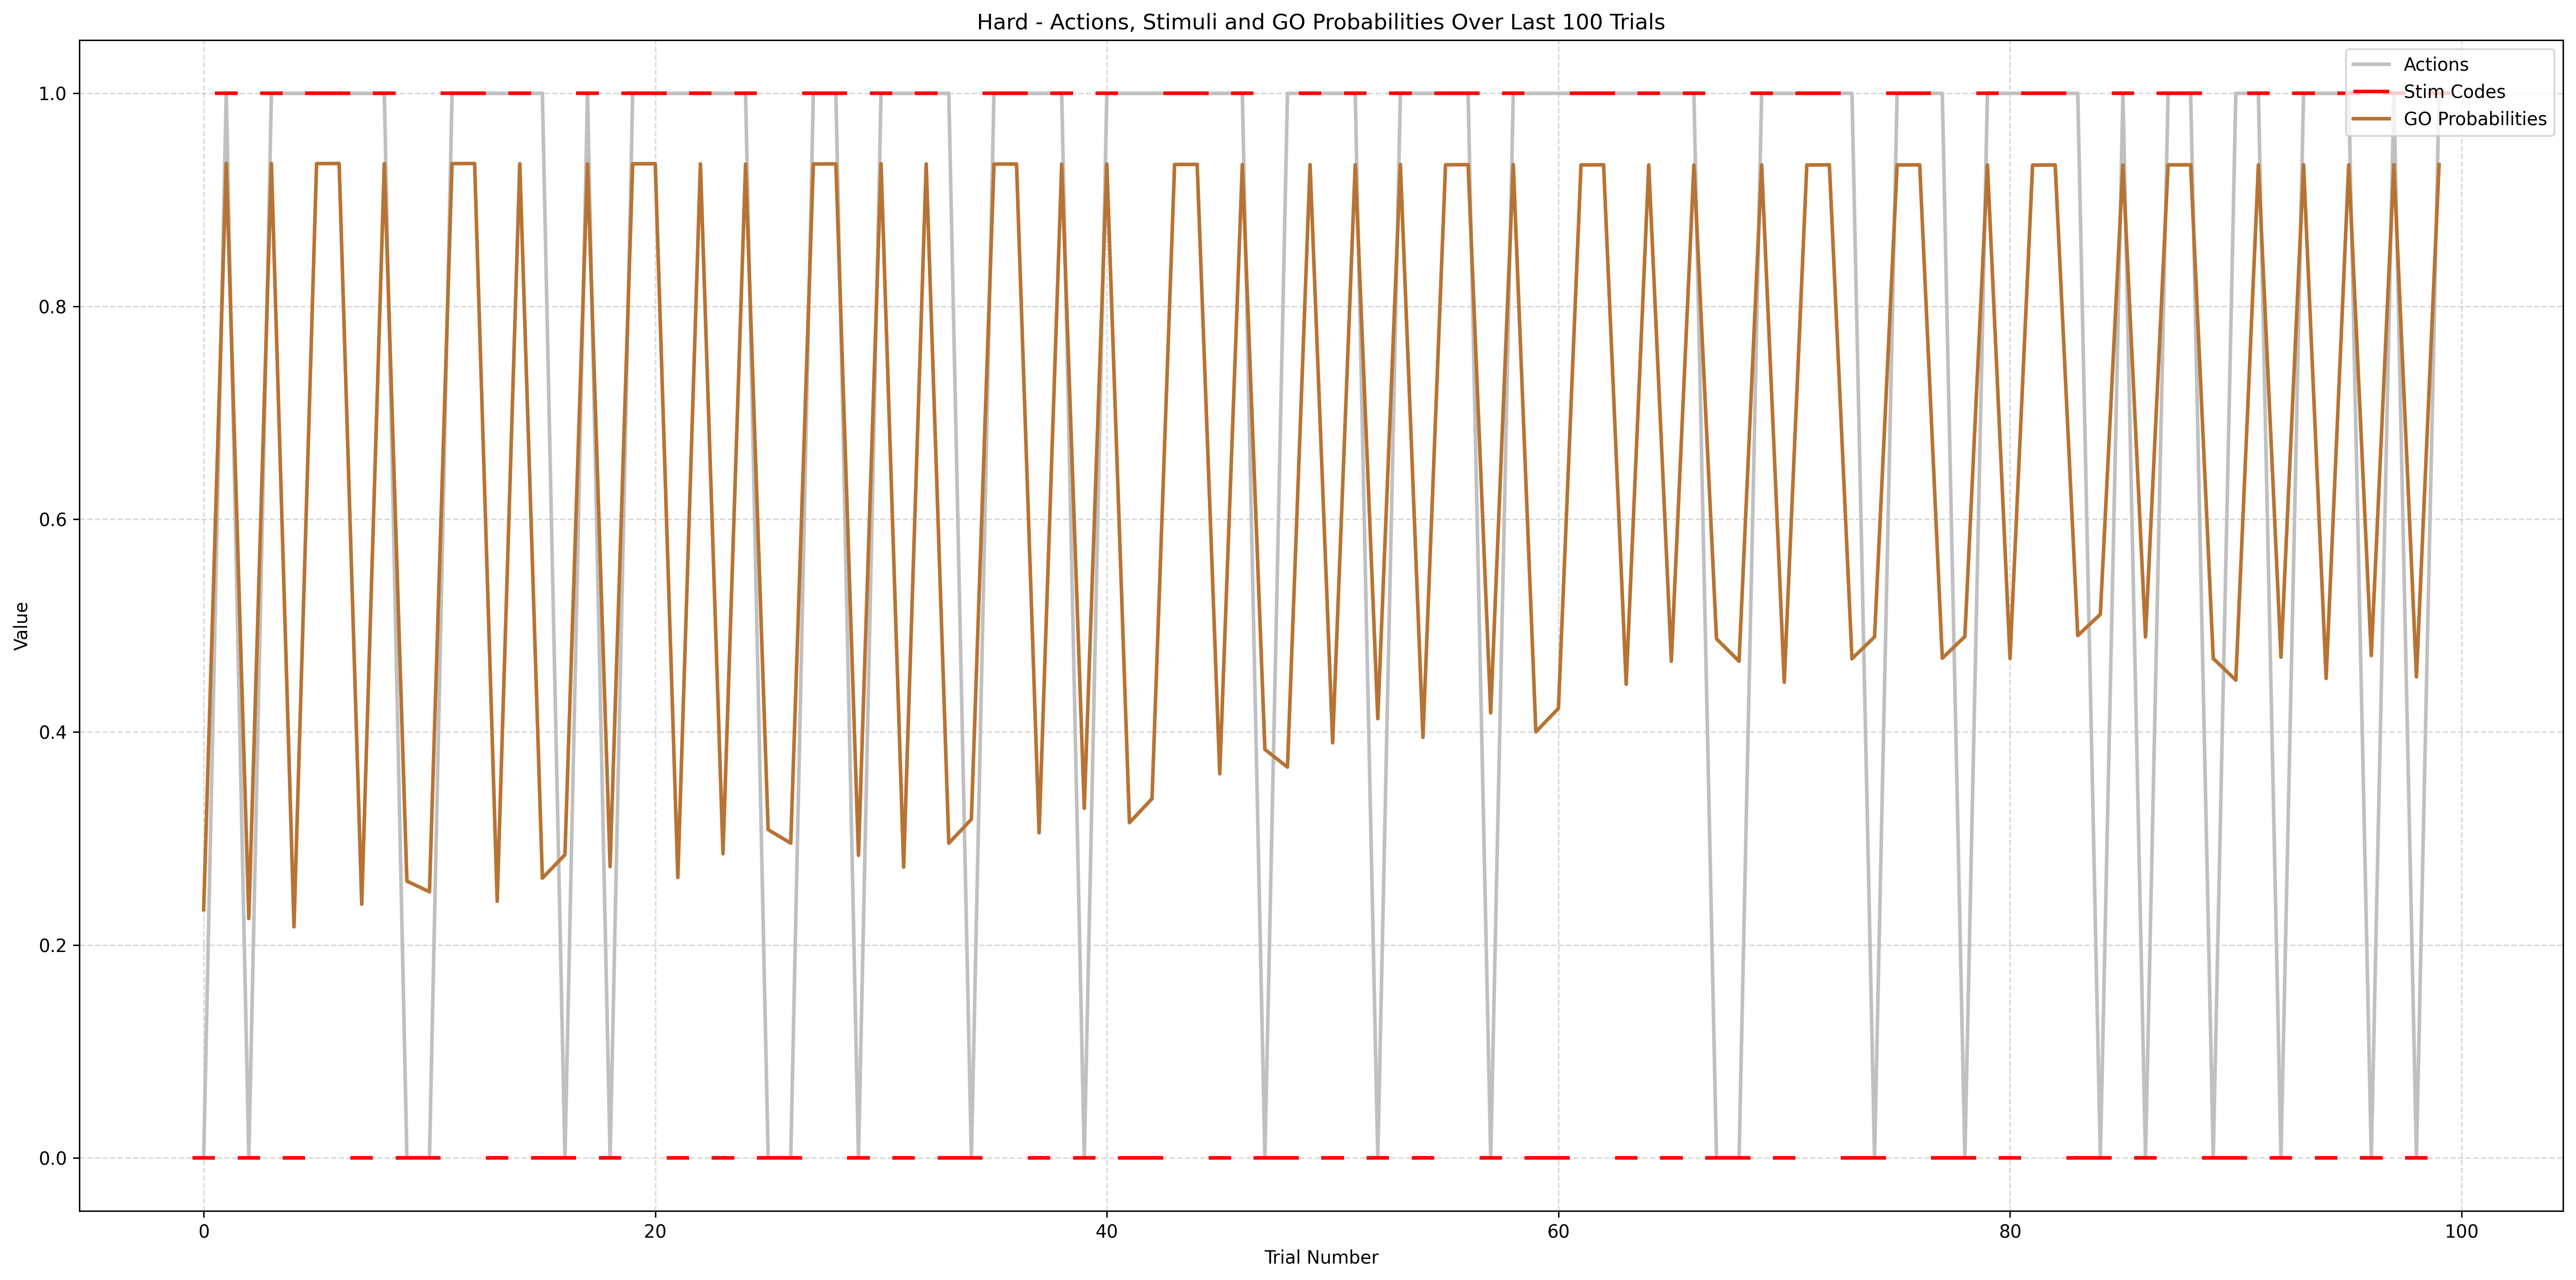 Hard - Actions, Stimuli and GO Probabilities Over Last 100 Trials
Actions
Stim Codes
GO Probabilities
1.0
0.8
0.6
0.4
0.2
0.0
Value
0 20 40 60 80 100
Trial Number